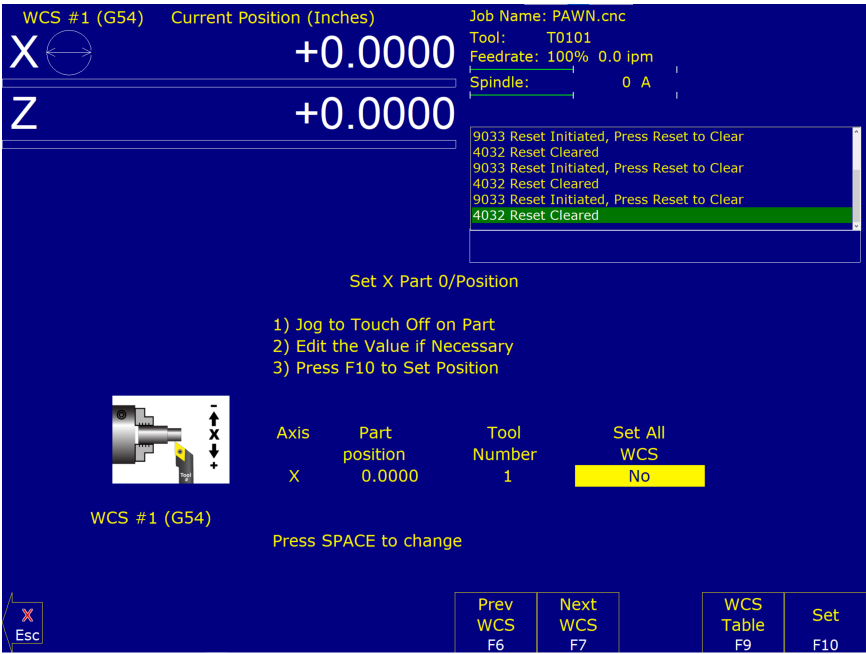 WCS #1 (G54) Current Position (Inches)
X +0.0000
Z +0.0000
Job Name: PAWN.cnc
Tool: T0101
Feedrate: 100% 0.0 ipm
Spindle: 0 A
9033 Reset Initiated, Press Reset to Clear
4032 Reset Cleared
9033 Reset Initiated, Press Reset to Clear
4032 Reset Cleared
9033 Reset Initiated, Press Reset to Clear
4032 Reset Cleared
Set X Part 0/Position
1) Jog to Touch Off on Part
2) Edit the Value if Necessary
3) Press F10 to Set Position
-
X
+
Tool
#
WCS #1 (G54)
Axis Part Tool Set All
position Number WCS
X 0.0000 1 No
Press SPACE to change
X
Esc
Prev
WCS
F6
Next
WCS
F7
WCS
Table
F9
Set
F10